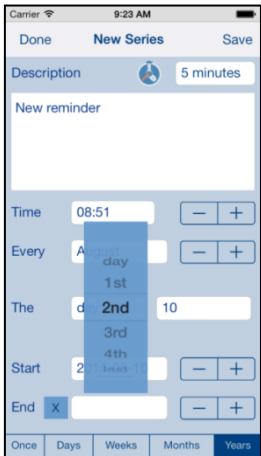 Carrier 9:23 AM
Done New Series Save
Description 5 minutes
New reminder
Time 08:51 — +
Every August
day
1st
The 2nd 10
3rd
4th
Start — +
End X — +
Once Days Weeks Months Years